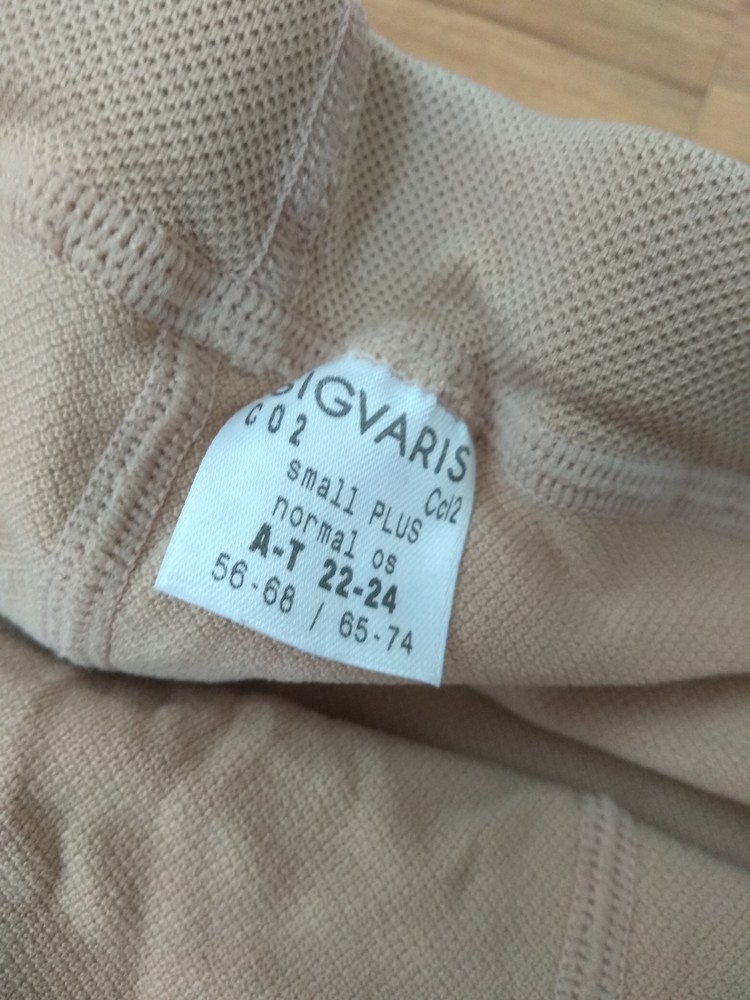 SIGVARIS
C02
Ccl2
small PLUS
normal os
A-T 22-24
56-68 / 65-74